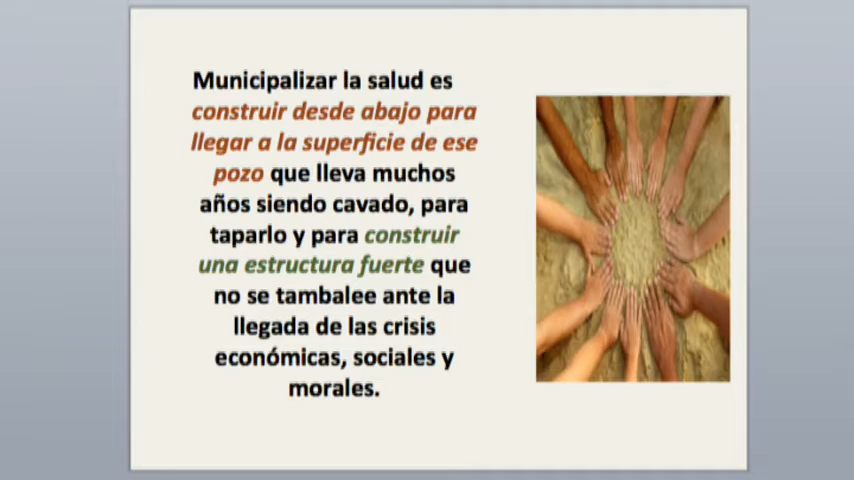 Municipalizar la salud es
construir desde abajo para
llegar a la superficie de ese
pozo que lleva muchos
años siendo cavado, para
taparlo y para construir
una estructura fuerte que
no se tambalee ante la
llegada de las crisis
económicas, sociales y
morales.